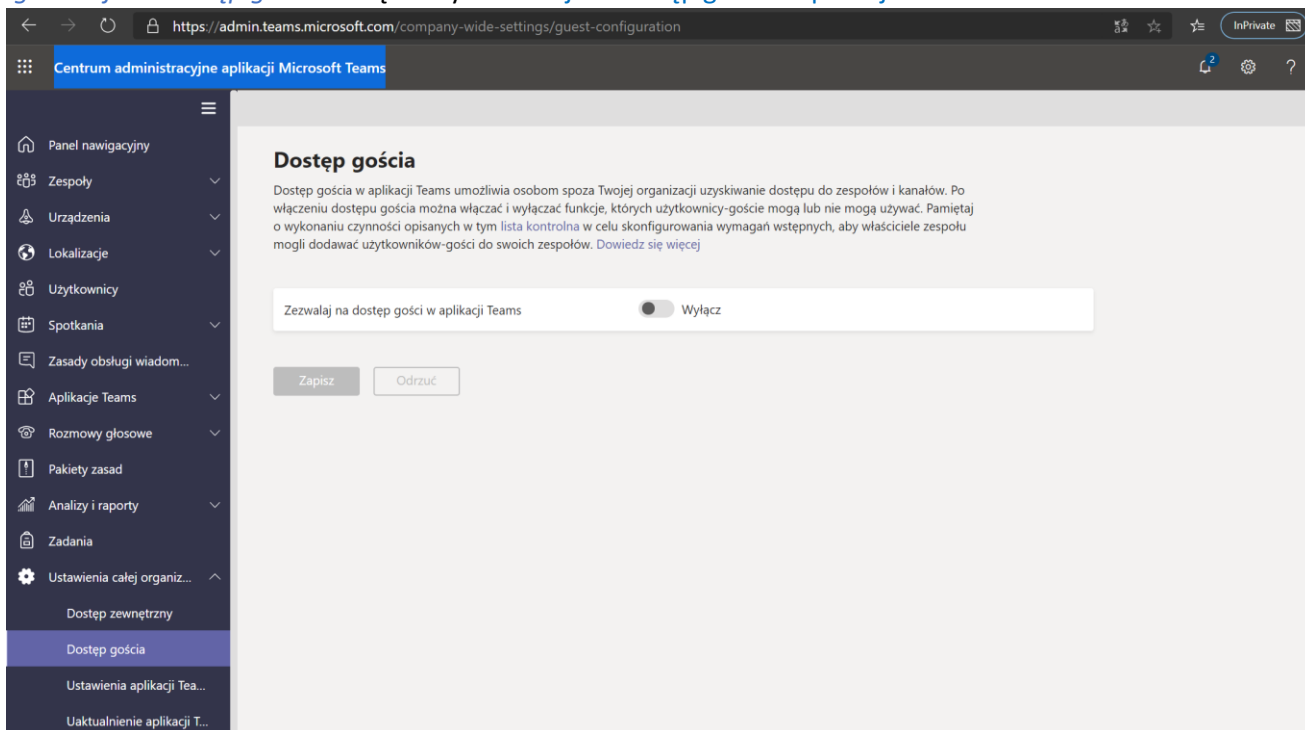 https://admin.teams.microsoft.com/company-wide-settings/guest-configuration
InPrivate
Centrum administracyjne aplikacji Microsoft Teams
2
?
Panel nawigacyjny
Zespoły
Urządzenia
Lokalizacje
Użytkownicy
Spotkania
Zasady obsługi wiadom...
Aplikacje Teams
Rozmowy głosowe
Pakiety zasad
Analizy i raporty
Zadania
Ustawienia całej organiz...
Dostęp zewnętrzny
Dostęp gościa
Ustawienia aplikacji Tea...
Uaktualnienie aplikacji T...
Dostęp gościa
Dostęp gościa w aplikacji Teams umożliwia osobom spoza Twojej organizacji uzyskiwanie dostępu do zespołów i kanałów. Po
włączeniu dostępu gościa można włączać i wyłączać funkcje, których użytkownicy-goście mogą lub nie mogą używać. Pamiętaj
o wykonaniu czynności opisanych w tym lista kontrolna w celu skonfigurowania wymagań wstępnych, aby właściciele zespołu
mogli dodawać użytkowników-gości do swoich zespołów. Dowiedz się więcej
Zezwalaj na dostęp gości w aplikacji Teams
Wyłącz
Zapisz
Odrzuć